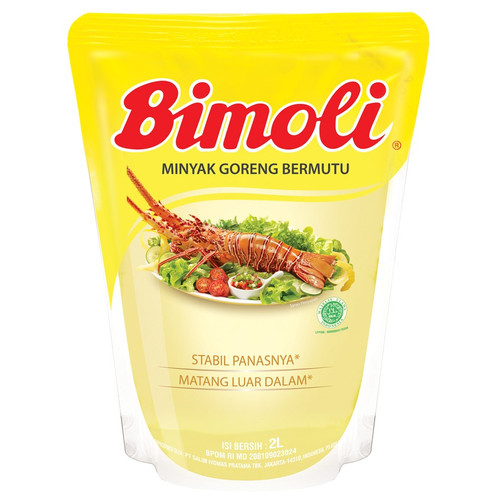 Bimoli®
MINYAK GORENG BERMUTU
STABIL PANASNYA*
MATANG LUAR DALAM*
ISI BERSIH : 2L